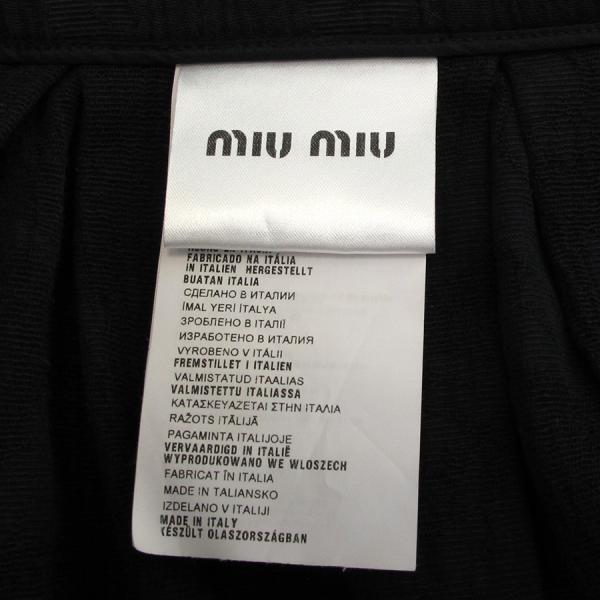 miu miu
FABRICADO NA ITÁLIA
IN ITALIEN HERGESTELLT
BUATAN ITALIA
СДЕЛАНО В ИТАЛИИ
İMAL YERİ İTALYA
ЗРОБЛЕНО В ІТАЛІЇ
ИЗРАБОТЕНО В ИТАЛИЯ
VYROBENO V ITÁLII
FREMSTILLET I ITALIEN
VALMISTATUD ITAALIAS
VALMISTETTU ITALIASSA
ΚΑΤΑΣΚΕΥΑΖΕΤΑΙ ΣΤΗΝ ΙΤΑΛΙΑ
RAŽOTS ITĀLIJĀ
PAGAMINTA ITALIJOJE
VERVAARDIGD IN ITALIË
WYPRODUKOWANO WE WLOSZECH
FABRICAT ÎN ITALIA
MADE IN TALIANSKO
IZDELANO V ITALIJI
MADE IN ITALY
KÉSZÜLT OLASZORSZÁGBAN